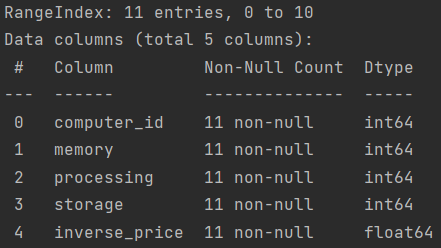 RangeIndex: 11 entries, 0 to 10
Data columns (total 5 columns):
 #   Column         Non-Null Count  Dtype
---  ------         --------------  -----
 0   computer_id    11 non-null     int64
 1   memory         11 non-null     int64
 2   processing     11 non-null     int64
 3   storage        11 non-null     int64
 4   inverse_price  11 non-null     float64